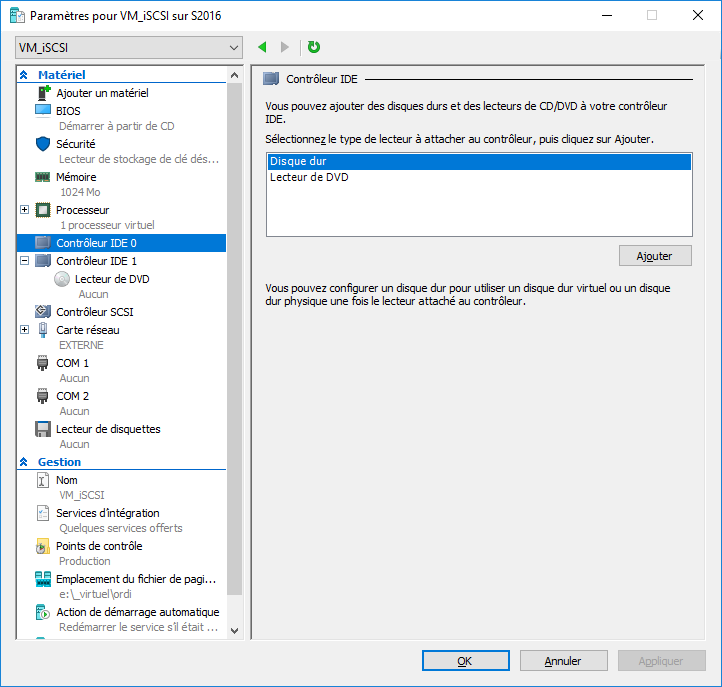 Paramètres pour VM_iSCSI sur S2016
VM_iSCSI
Matériel
Ajouter un matériel
BIOS
Démarrer à partir de CD
Sécurité
Lecteur de stockage de clé dés...
Mémoire
1024 Mo
Processeur
1 processeur virtuel
Contrôleur IDE 0
Contrôleur IDE 1
Lecteur de DVD
Aucun
Contrôleur SCSI
Carte réseau
EXTERNE
COM 1
Aucun
COM 2
Aucun
Lecteur de disquettes
Aucun
Gestion
Nom
VM_iSCSI
Services d'intégration
Quelques services offerts
Points de contrôle
Production
Emplacement du fichier de pagi...
e:\_virtuel\ordi
Action de démarrage automatique
Redémarrer le service s'il était ...
Contrôleur IDE
Vous pouvez ajouter des disques durs et des lecteurs de CD/DVD à votre contrôleur
IDE.
Sélectionnez le type de lecteur à attacher au contrôleur, puis cliquez sur Ajouter.
Disque dur
Lecteur de DVD
Ajouter
Vous pouvez configurer un disque dur pour utiliser un disque dur virtuel ou un disque
dur physique une fois le lecteur attaché au contrôleur.
OK
Annuler
Appliquer